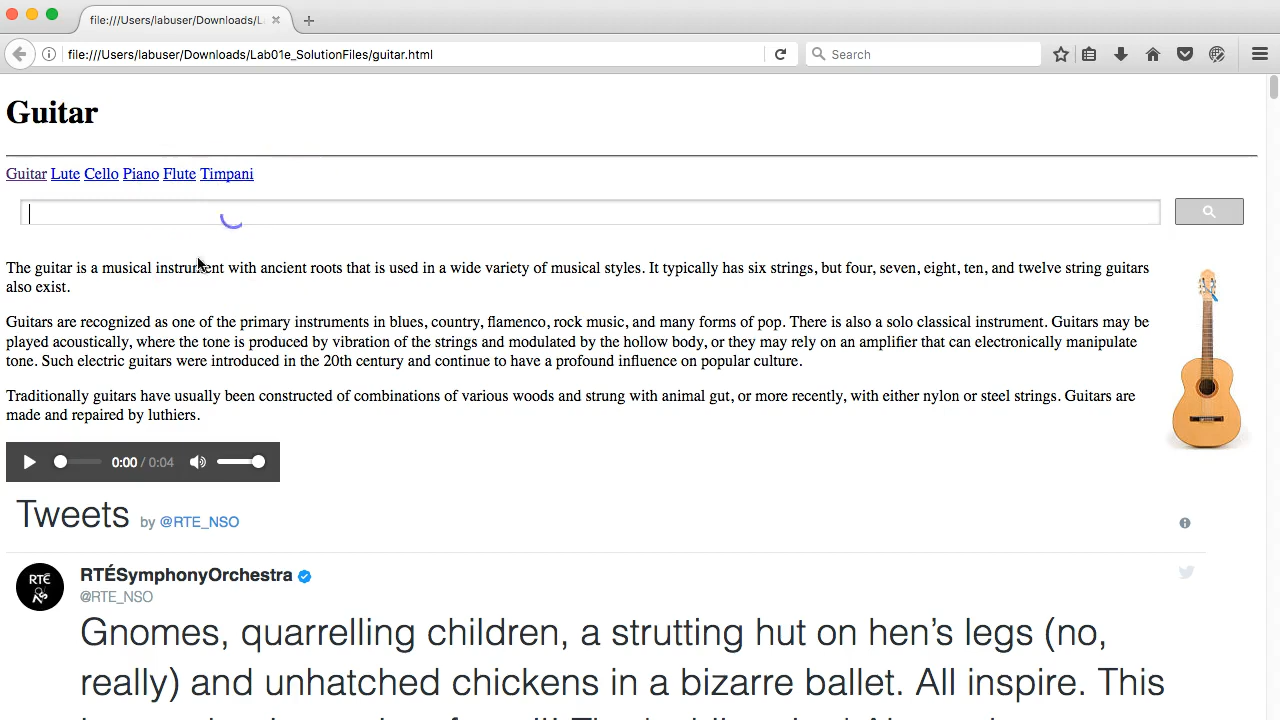 file:///Users/labuser/Downloads/L
file:///Users/labuser/Downloads/Lab01e_SolutionFiles/guitar.html
Search
Guitar
Guitar Lute Cello Piano Flute Timpani
The guitar is a musical instrument with ancient roots that is used in a wide variety of musical styles. It typically has six strings, but four, seven, eight, ten, and twelve string guitars
also exist.
Guitars are recognized as one of the primary instruments in blues, country, flamenco, rock music, and many forms of pop. There is also a solo classical instrument. Guitars may be
played acoustically, where the tone is produced by vibration of the strings and modulated by the hollow body, or they may rely on an amplifier that can electronically manipulate
tone. Such electric guitars were introduced in the 20th century and continue to have a profound influence on popular culture.
Traditionally guitars have usually been constructed of combinations of various woods and strung with animal gut, or more recently, with either nylon or steel strings. Guitars are
made and repaired by luthiers.
0:00 / 0:04
Tweets by @RTE_NSO
RTÉ
NS
RTÉSymphonyOrchestra
@RTE_NSO
Gnomes, quarrelling children, a strutting hut on hen's legs (no,
really) and unhatched chickens in a bizarre ballet. All inspire. This